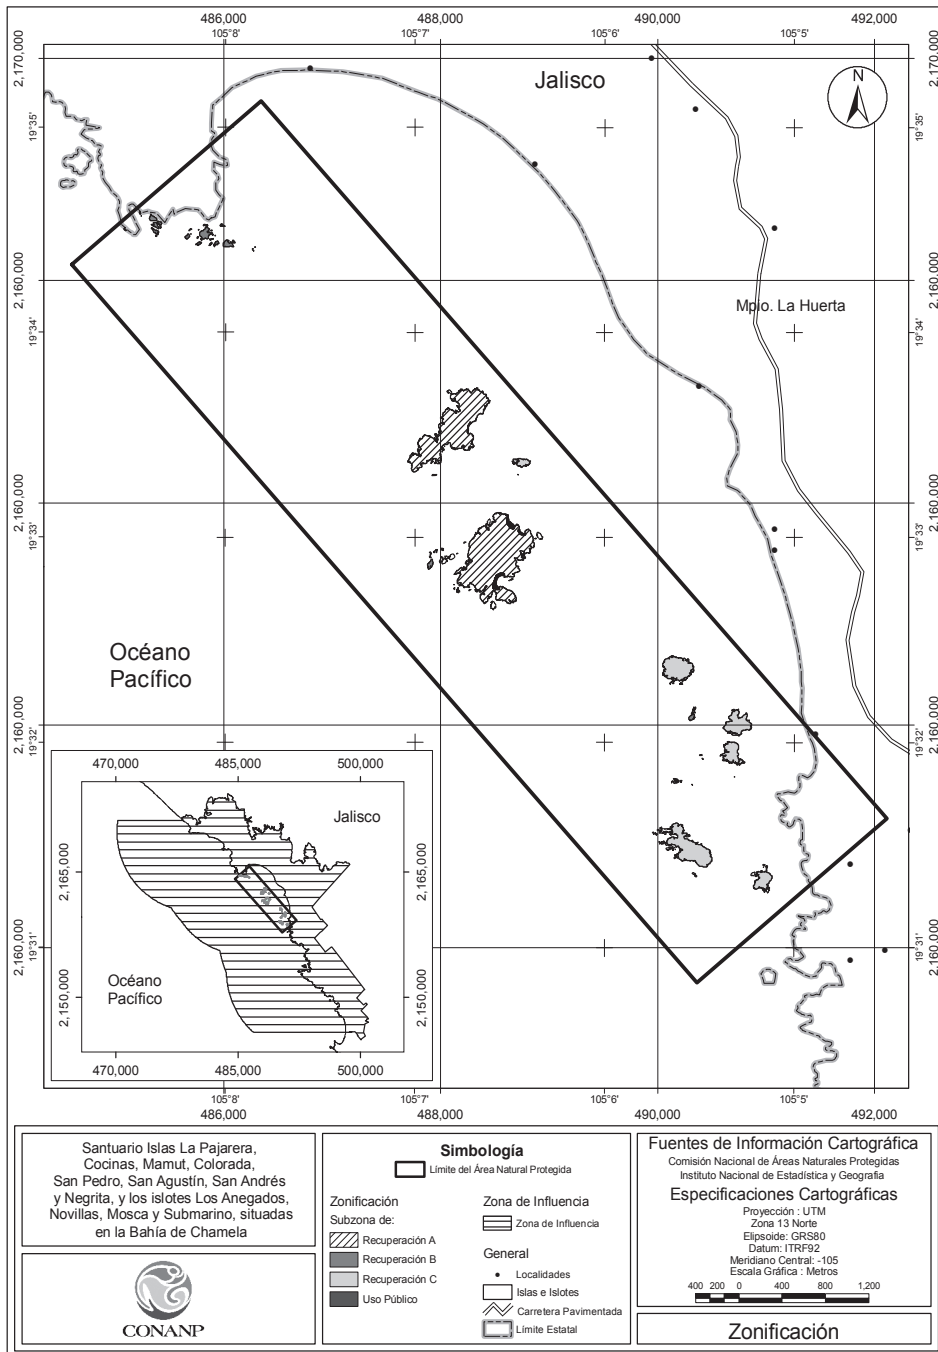 486,000 488,000 490,000 492,000
105°8' 105°7' 105°6' 105°5'
2,170,000
2,170,000
19°35'
19°35'
Jalisco
N
2,160,000
2,160,000
19°34'
19°34'
Mpio. La Huerta
2,160,000
2,160,000
19°33'
19°33'
Océano
Pacífico
2,160,000
2,160,000
19°32'
19°32'
2,160,000
2,160,000
19°31'
19°31'
470,000 485,000 500,000
Jalisco
2,165,000
2,165,000
Océano
Pacífico
2,150,000
2,150,000
470,000 485,000 500,000
105°8' 105°7' 105°6' 105°5'
486,000 488,000 490,000 492,000
Santuario Islas La Pajarera,
Cocinas, Mamut, Colorada,
San Pedro, San Agustín, San Andrés
y Negrita, y los islotes Los Anegados,
Novillas, Mosca y Submarino, situadas
en la Bahía de Chamela
CONANP
Simbología
Límite del Área Natural Protegida
Zonificación
Subzona de:
Recuperación A
Recuperación B
Recuperación C
Uso Público
Zona de Influencia
Zona de Influencia
General
Localidades
Islas e Islotes
Carretera Pavimentada
Límite Estatal
Fuentes de Información Cartográfica
Comisión Nacional de Áreas Naturales Protegidas
Instituto Nacional de Estadística y Geografia
Especificaciones Cartográficas
Proyección : UTM
Zona 13 Norte
Elipsoide: GRS80
Datum: ITRF92
Meridiano Central: -105
Escala Gráfica : Metros
400 200 0 400 800 1,200
Zonificación